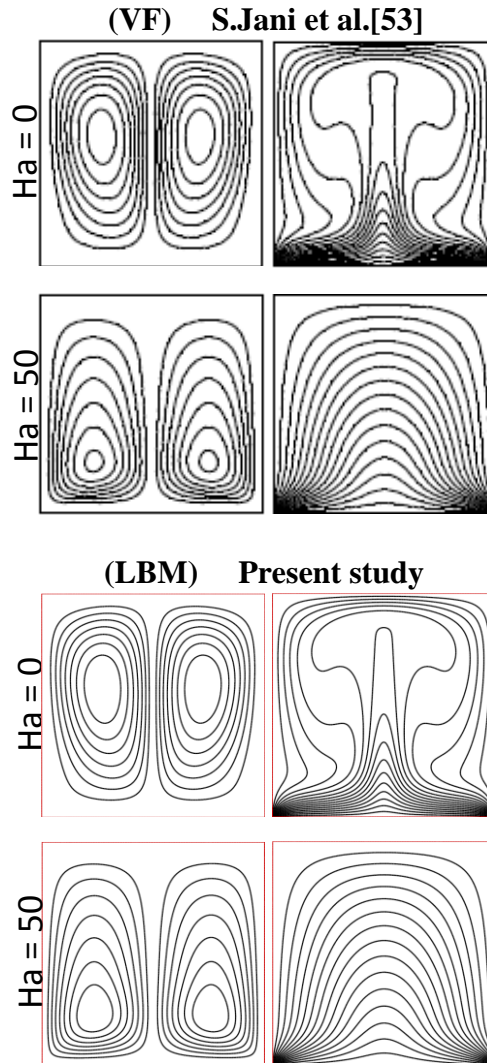 (VF) S.Jani et al.[53]
Ha = 0
Ha = 50
(LBM) Present study
Ha = 0
Ha = 50